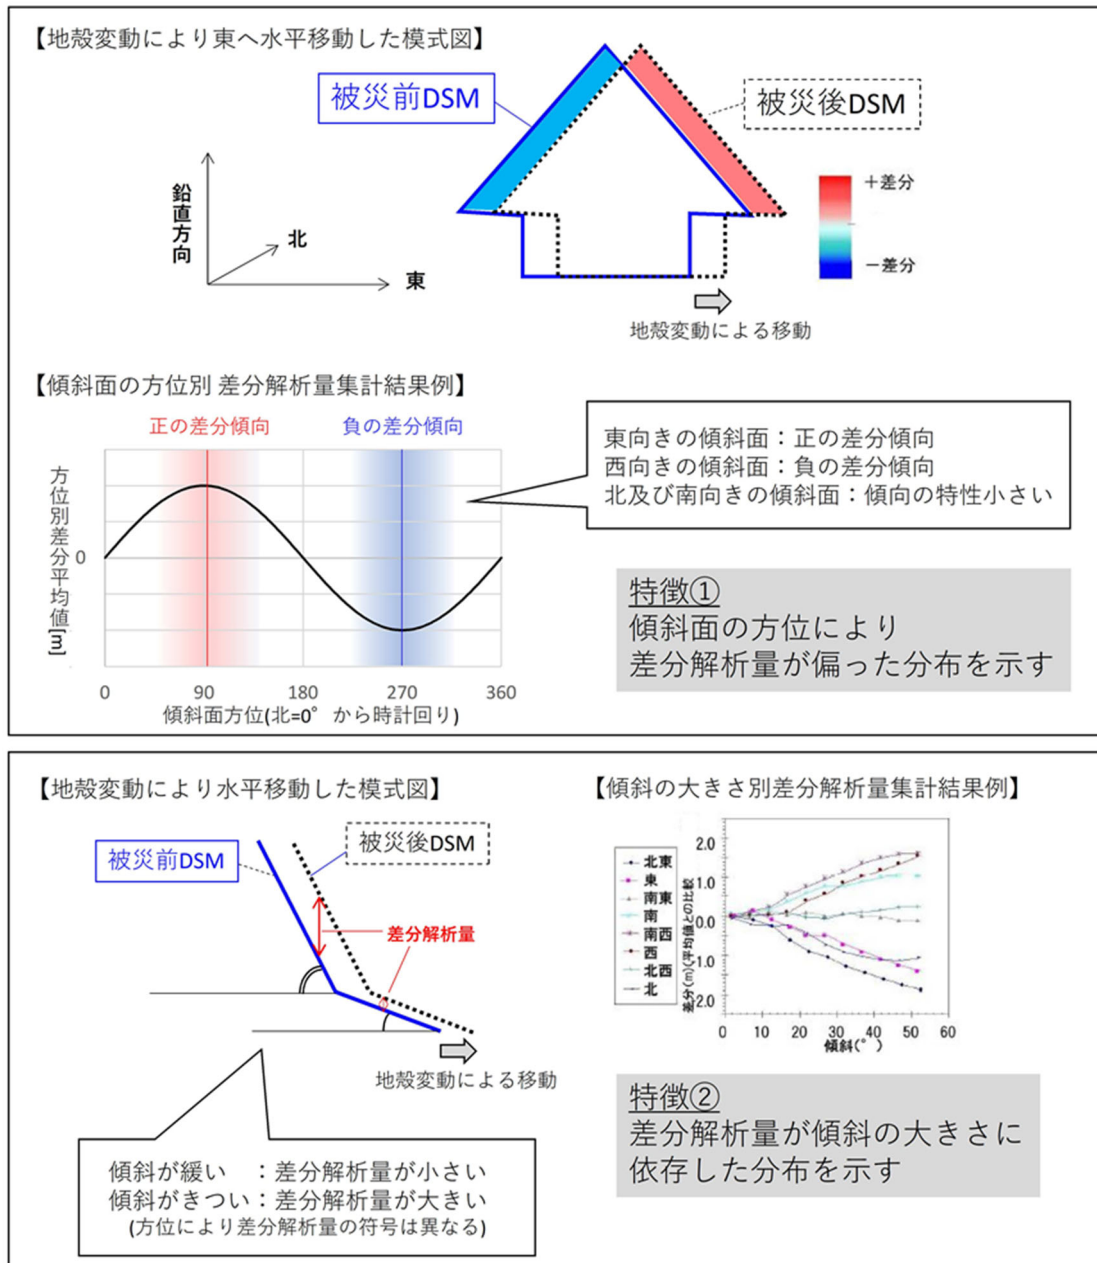 【地殻変動により東へ水平移動した模式図】
被災前DSM
被災後DSM
鉛直方向
北
東
+差分
－差分
地殻変動による移動
【傾斜面の方位別 差分解析量集計結果例】
正の差分傾向
負の差分傾向
方位別差分平均値[m]
0
0
90
180
270
360
傾斜面方位(北=0° から時計回り)
東向きの傾斜面：正の差分傾向
西向きの傾斜面：負の差分傾向
北及び南向きの傾斜面：傾向の特性小さい
特徴①
傾斜面の方位により
差分解析量が偏った分布を示す
【地殻変動により水平移動した模式図】
被災前DSM
被災後DSM
差分解析量
地殻変動による移動
傾斜が緩い　：差分解析量が小さい
傾斜がきつい：差分解析量が大きい
(方位により差分解析量の符号は異なる)
【傾斜の大きさ別差分解析量集計結果例】
北東
東
南東
南
南西
西
北西
北
差分(m)(平均値との比較)
2.0
1.0
0.0
-1.0
-2.0
0
10
20
30
40
50
60
傾斜(°)
特徴②
差分解析量が傾斜の大きさに
依存した分布を示す